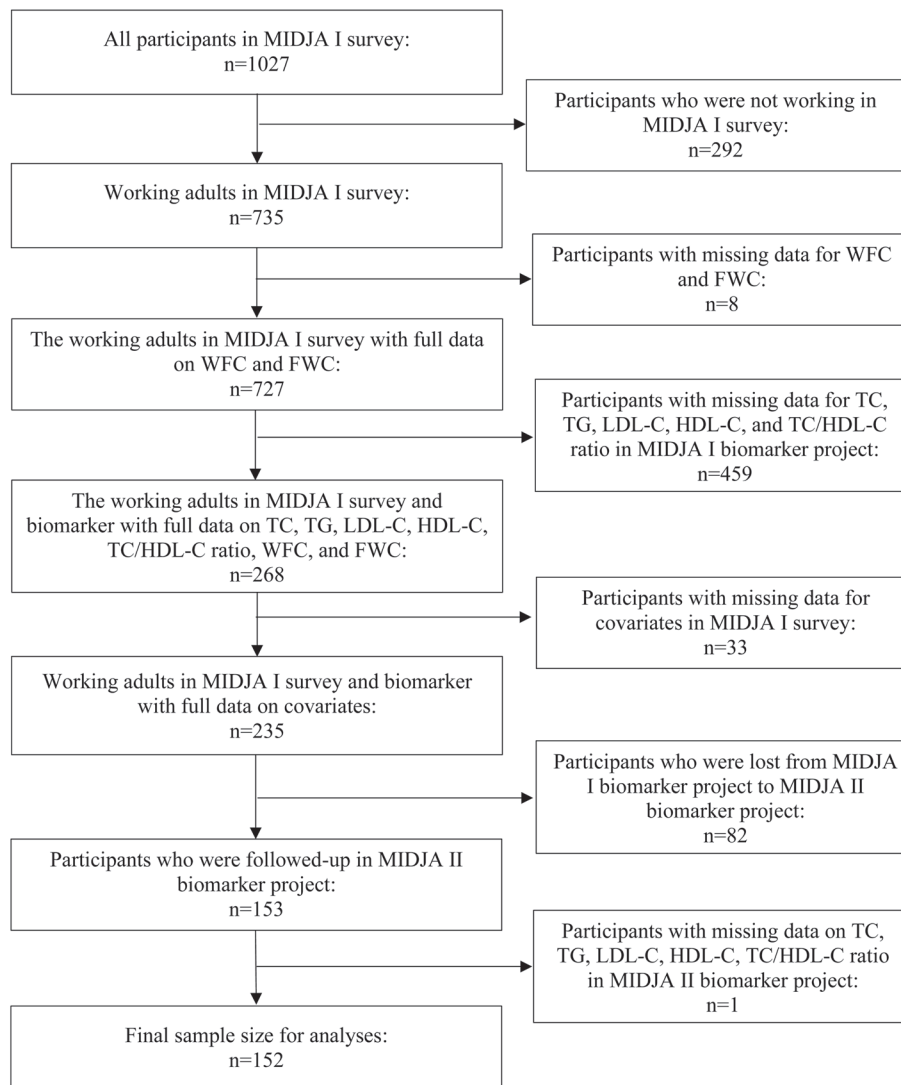 All participants in MIDJA I survey:
n=1027
Participants who were not working in
MIDJA I survey:
n=292
Working adults in MIDJA I survey:
n=735
Participants with missing data for WFC
and FWC:
n=8
The working adults in MIDJA I survey with full data
on WFC and FWC:
n=727
Participants with missing data for TC,
TG, LDL-C, HDL-C, and TC/HDL-C
ratio in MIDJA I biomarker project:
n=459
The working adults in MIDJA I survey and
biomarker with full data on TC, TG, LDL-C, HDL-C,
TC/HDL-C ratio, WFC, and FWC:
n=268
Participants with missing data for
covariates in MIDJA I survey:
n=33
Working adults in MIDJA I survey and biomarker
with full data on covariates:
n=235
Participants who were lost from MIDJA
I biomarker project to MIDJA II
biomarker project:
n=82
Participants who were followed-up in MIDJA II
biomarker project:
n=153
Participants with missing data on TC,
TG, LDL-C, HDL-C, TC/HDL-C ratio
in MIDJA II biomarker project:
n=1
Final sample size for analyses:
n=152